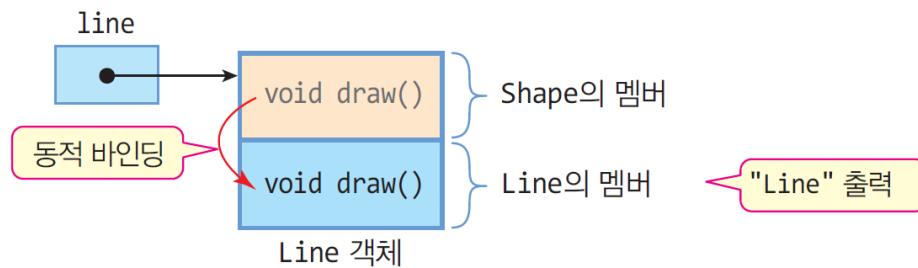 line
void draw()
Shape의 멤버
동적 바인딩
void draw()
Line의 멤버
"Line" 출력
Line 객체